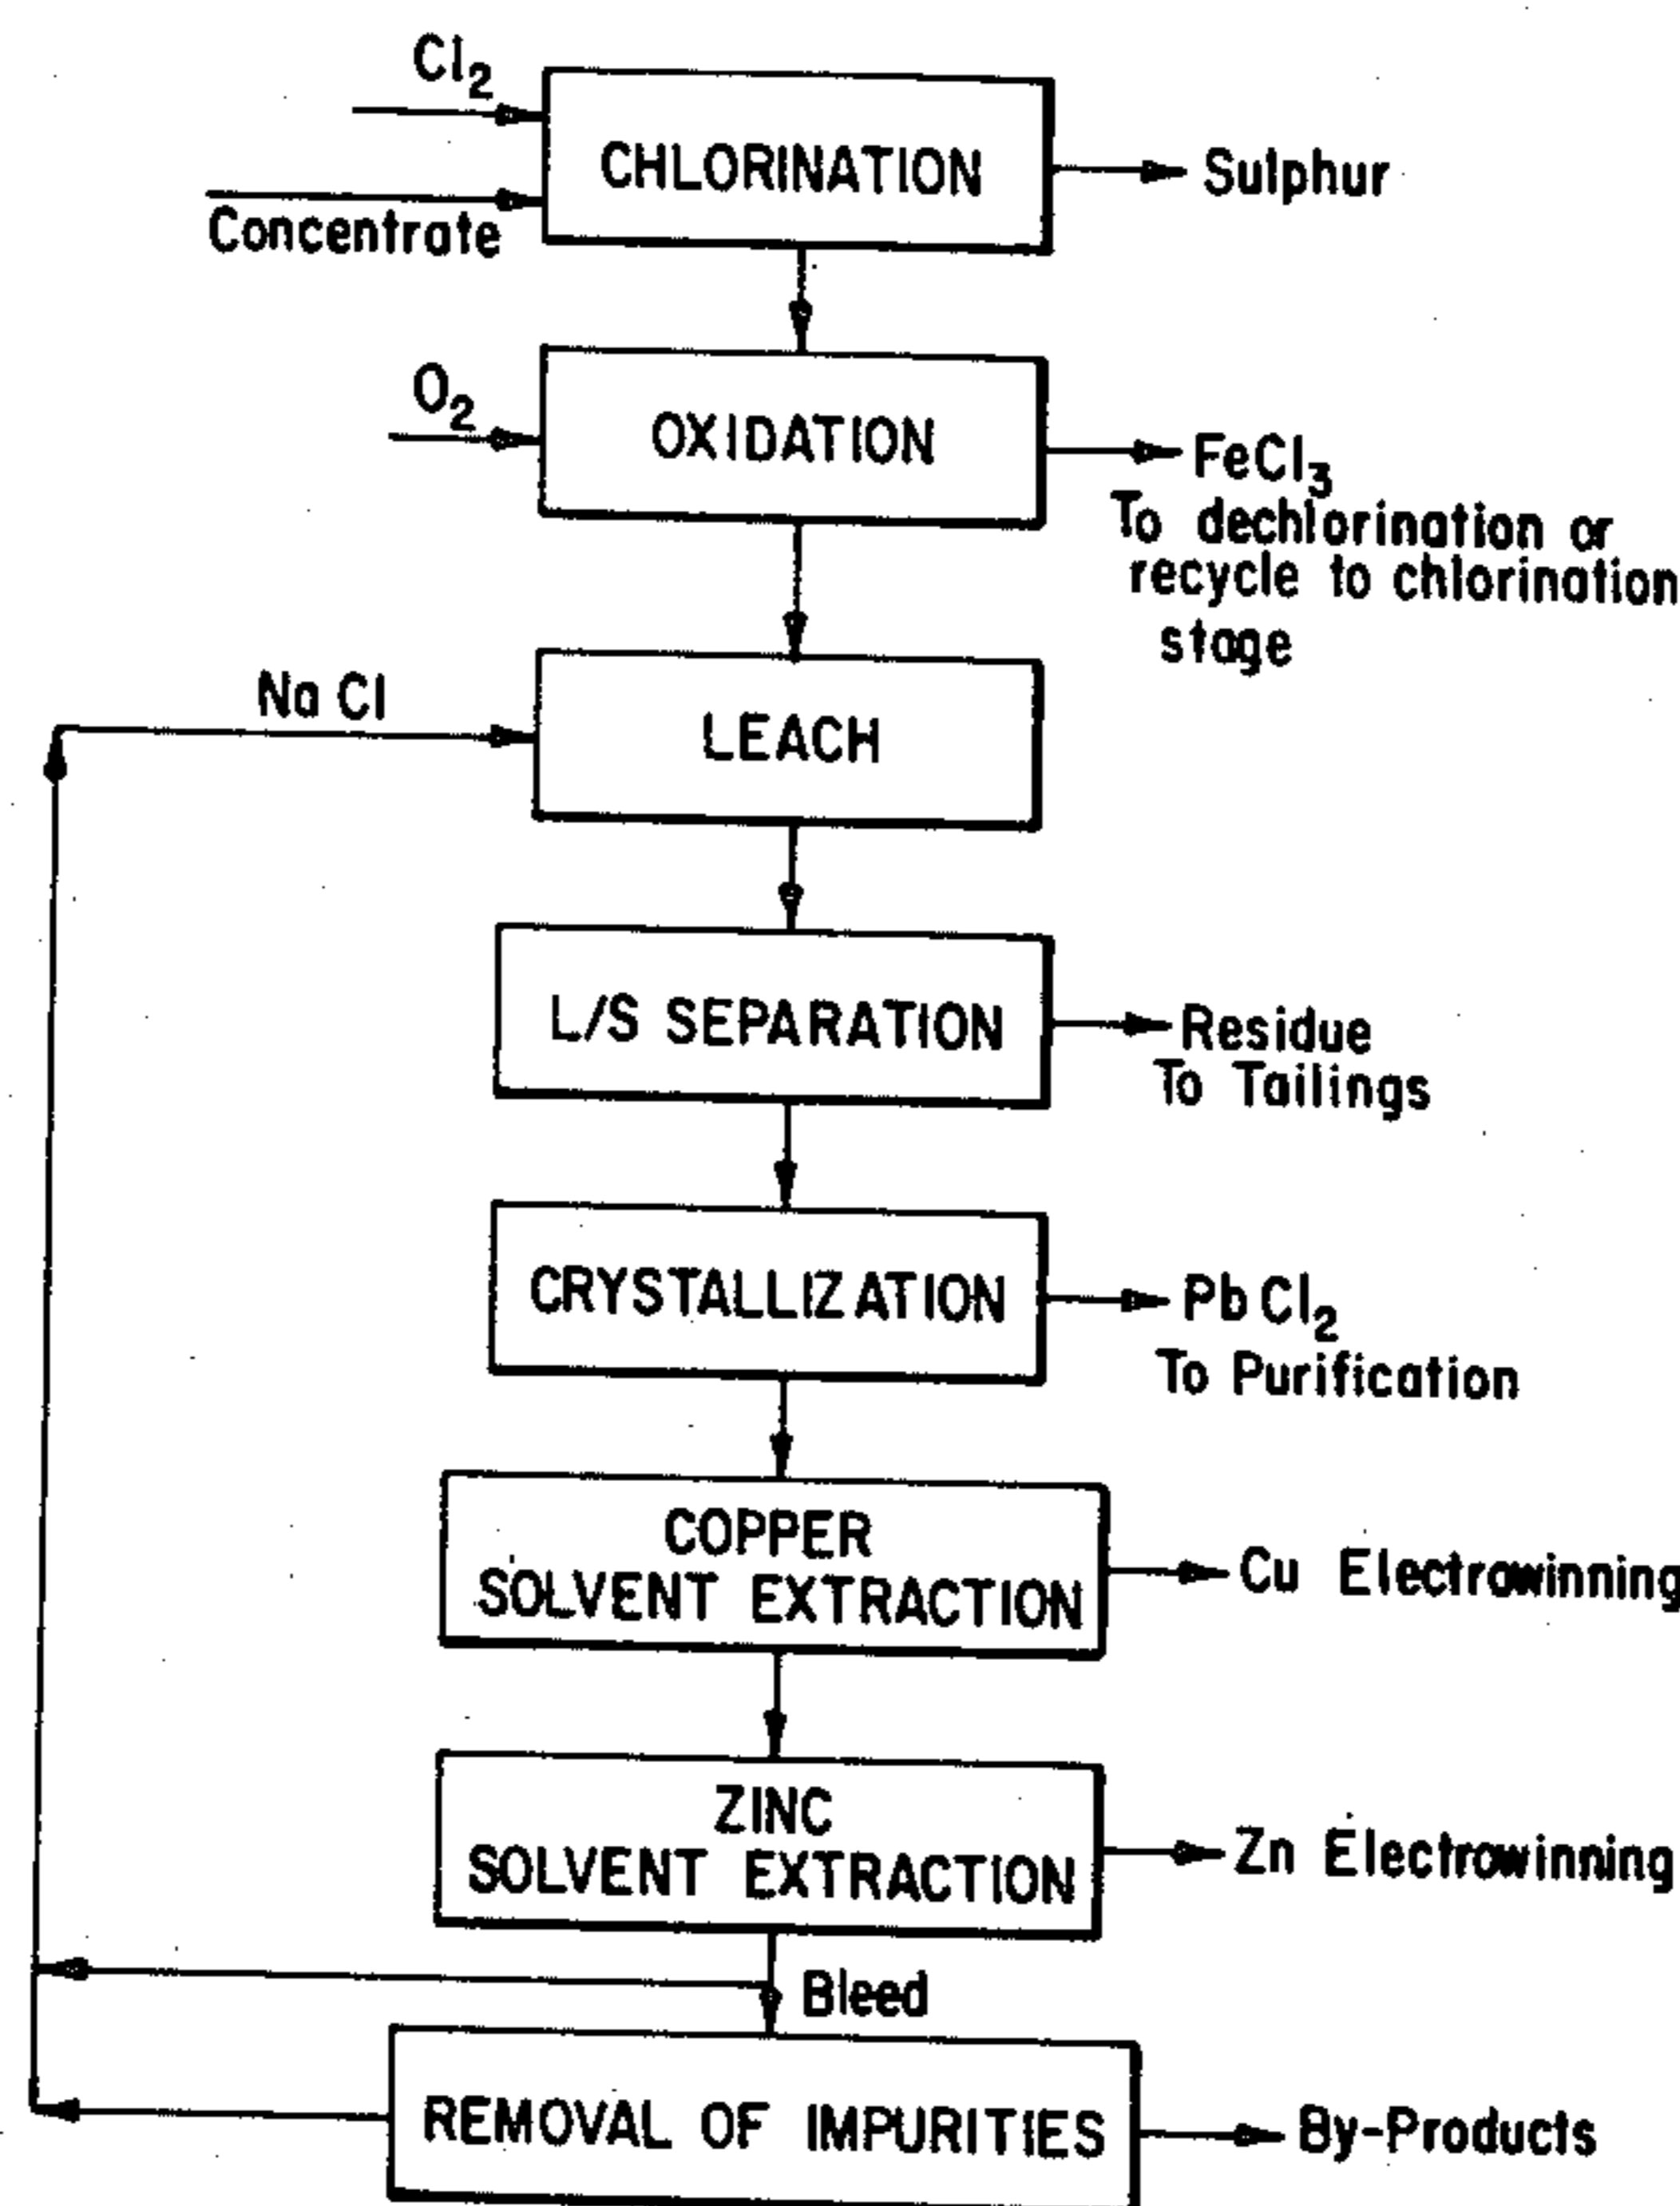 Cl2
CHLORINATION
Sulphur
Concentrate
O2
OXIDATION
FeCl3
To dechlorination or
recycle to chlorination
stage
Na Cl
LEACH
L/S SEPARATION
Residue
To Tailings
CRYSTALLIZATION
Pb Cl2
To Purification
COPPER
SOLVENT EXTRACTION
Cu Electrowinning
ZINC
SOLVENT EXTRACTION
Zn Electrowinning
Bleed
REMOVAL OF IMPURITIES
By-Products